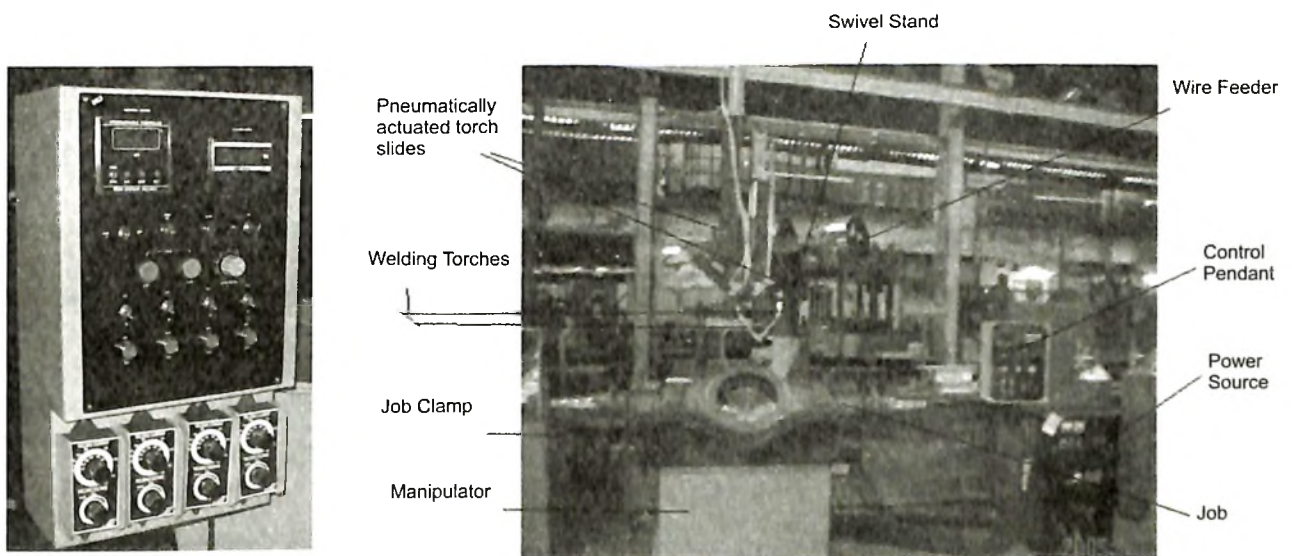 Swivel Stand
Wire Feeder
Pneumatically
actuated torch
slides
Welding Torches
Control
Pendant
Power
Source
Job Clamp
Manipulator
Job